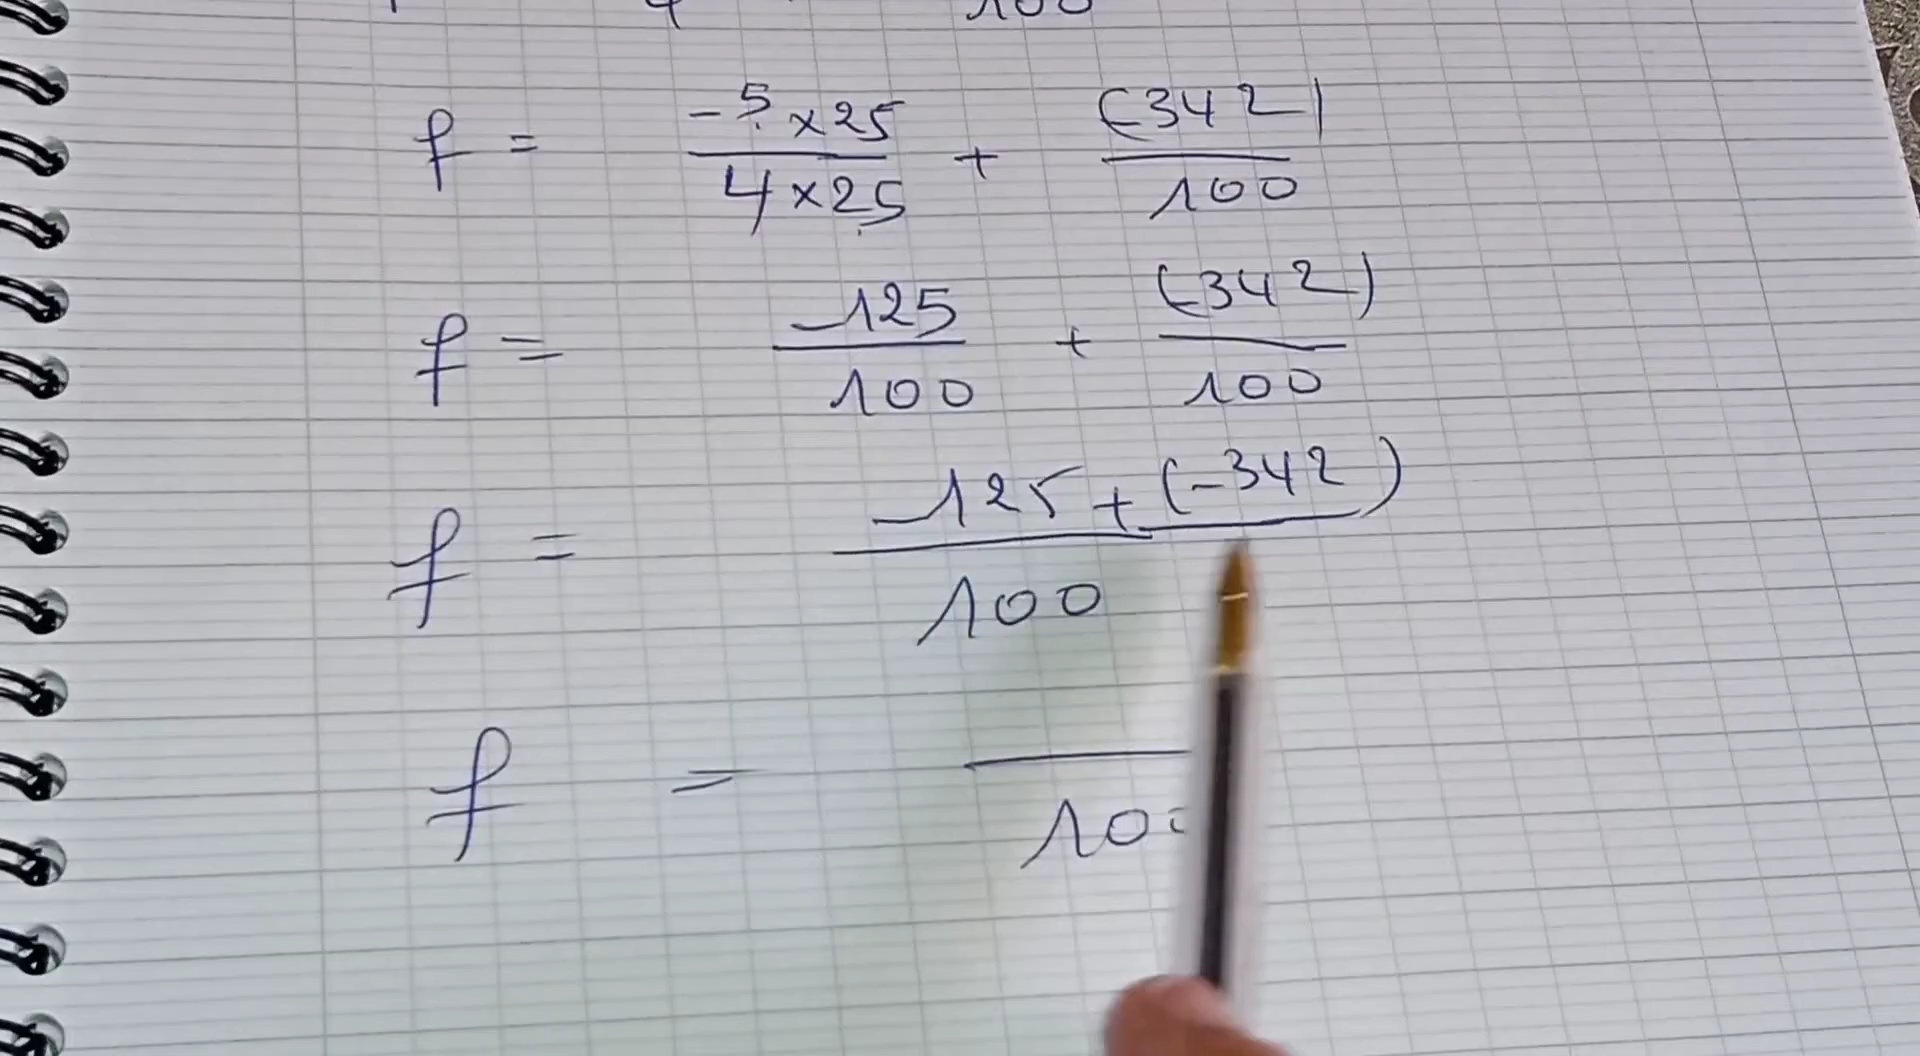 f = -5×25/4×25 + (-342)/100
f = -125/100 + (-342)/100
f = -125+(-342)/100
f = /100